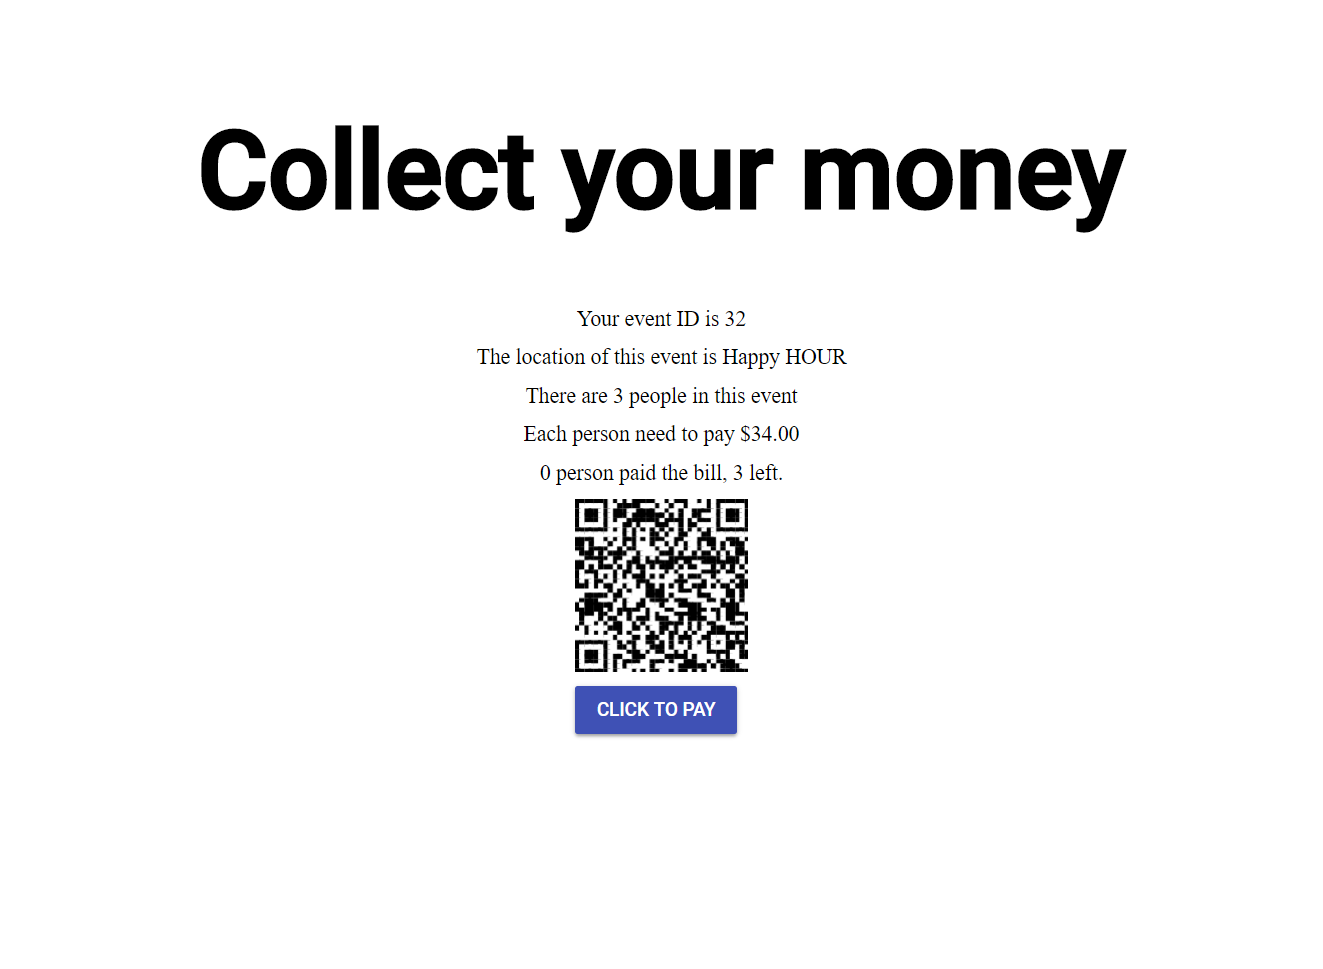 Collect your money
Your event ID is 32
The location of this event is Happy HOUR
There are 3 people in this event
Each person need to pay $34.00
0 person paid the bill, 3 left.
CLICK TO PAY